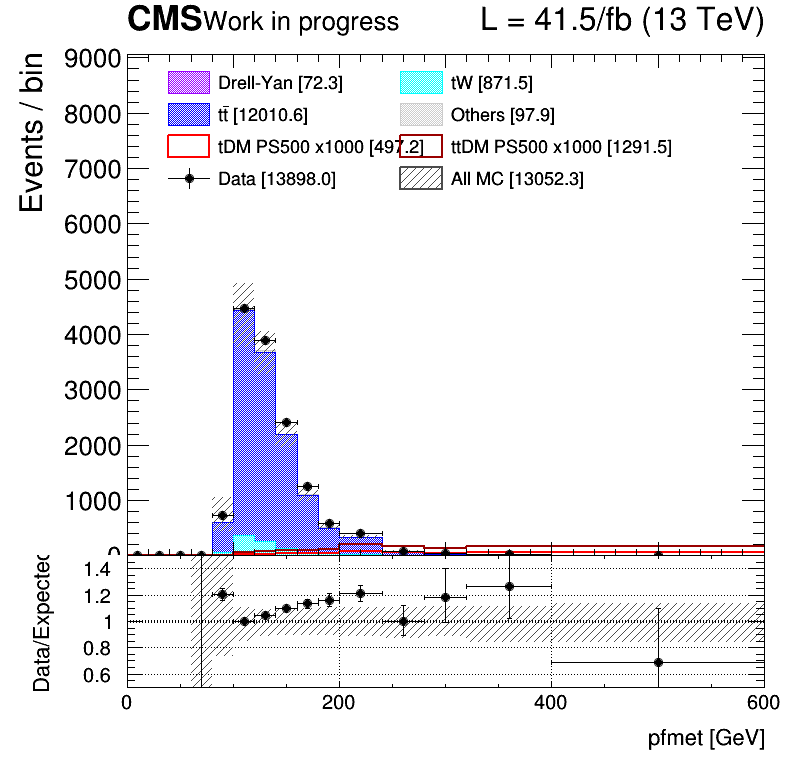 CMS Work in progress L = 41.5/fb (13 TeV)
Events / bin
9000
8000
7000
6000
5000
4000
3000
2000
1000
0
Drell-Yan [72.3] tW [871.5]
tt̄ [12010.6] Others [97.9]
tDM PS500 x1000 [497.2] ttDM PS500 x1000 [1291.5]
Data [13898.0] All MC [13052.3]
Data/Expected
1.4
1.2
1
0.8
0.6
0 200 400 600
pfmet [GeV]